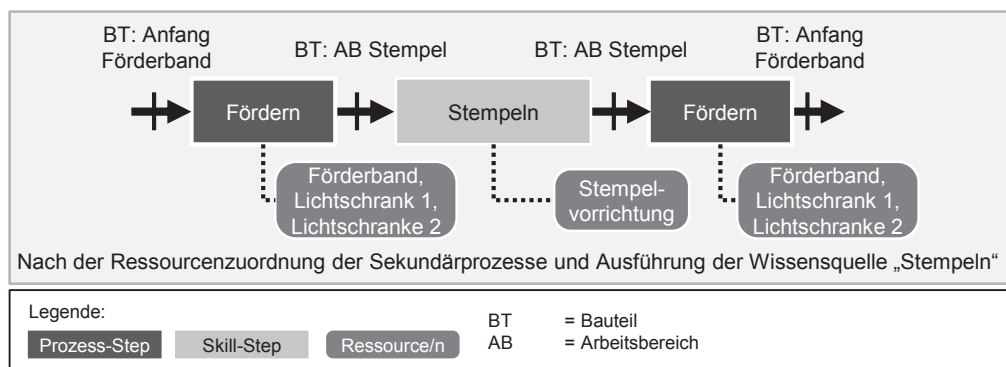 BT: Anfang
Förderband
BT: AB Stempel
BT: AB Stempel
BT: Anfang
Förderband
Fördern
Stempeln
Fördern
Förderband,
Lichtschrank 1,
Lichtschranke 2
Stempel-
vorrichtung
Förderband,
Lichtschrank 1,
Lichtschranke 2
Nach der Ressourcenzuordnung der Sekundärprozesse und Ausführung der Wissensquelle „Stempeln“
Legende:
Prozess-Step
Skill-Step
Ressource/n
BT = Bauteil
AB = Arbeitsbereich